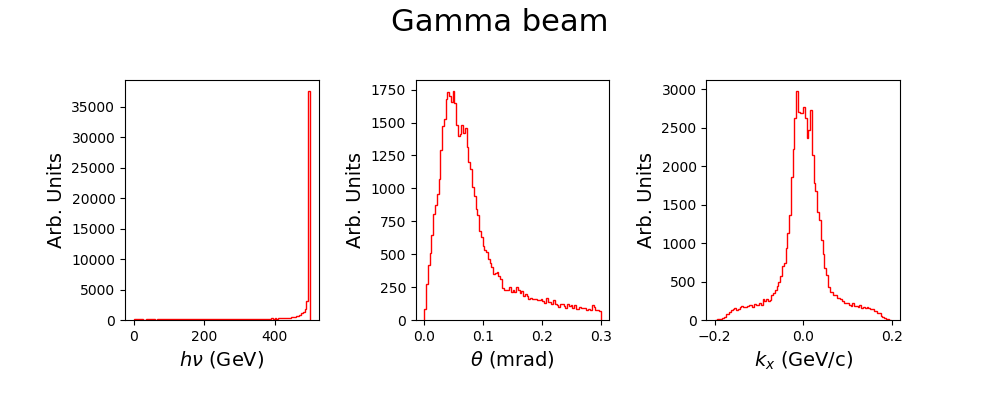 Gamma beam
Arb. Units
35000
30000
25000
20000
15000
10000
5000
0
0 200 400
hν (GeV)
Arb. Units
1750
1500
1250
1000
750
500
250
0
0.0 0.1 0.2 0.3
θ (mrad)
Arb. Units
3000
2500
2000
1500
1000
500
0
−0.2 0.0 0.2
kₓ (GeV/c)